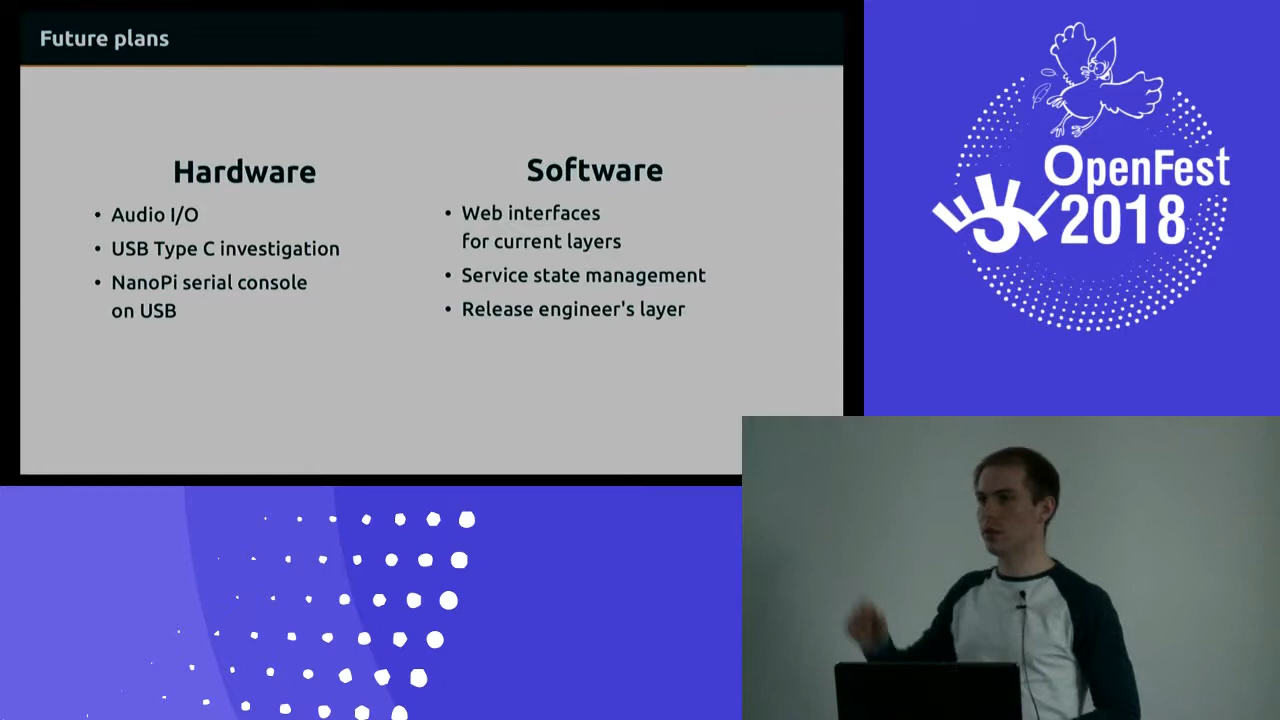 Future plans
Hardware
• Audio I/O
• USB Type C investigation
• NanoPi serial console
on USB
Software
• Web interfaces
for current layers
• Service state management
• Release engineer's layer
OpenFest
2018